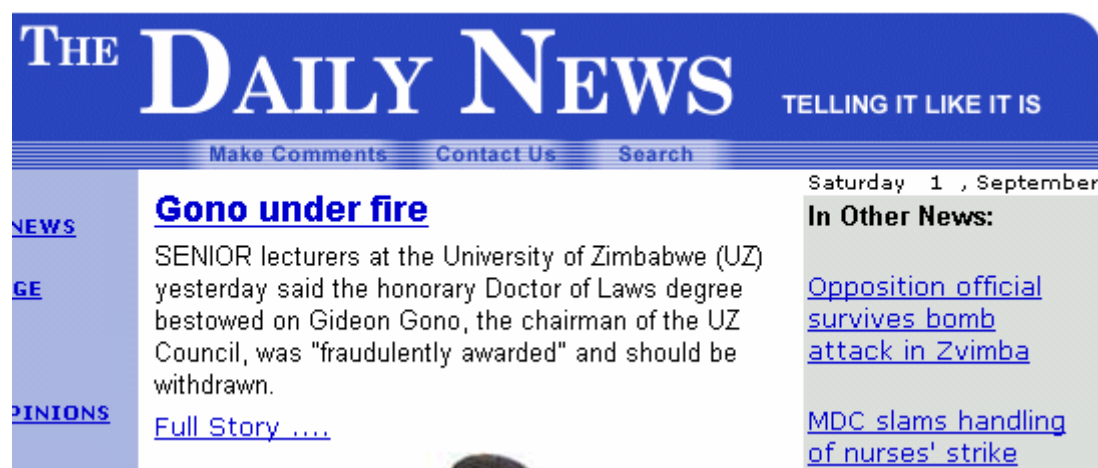 THE DAILY NEWS
TELLING IT LIKE IT IS
Make Comments Contact Us Search
NEWS
GE
PINIONS
Gono under fire
SENIOR lecturers at the University of Zimbabwe (UZ)
yesterday said the honorary Doctor of Laws degree
bestowed on Gideon Gono, the chairman of the UZ
Council, was "fraudulently awarded" and should be
withdrawn.
Full Story ....
Saturday 1 , September
In Other News:
Opposition official
survives bomb
attack in Zvimba
MDC slams handling
of nurses' strike